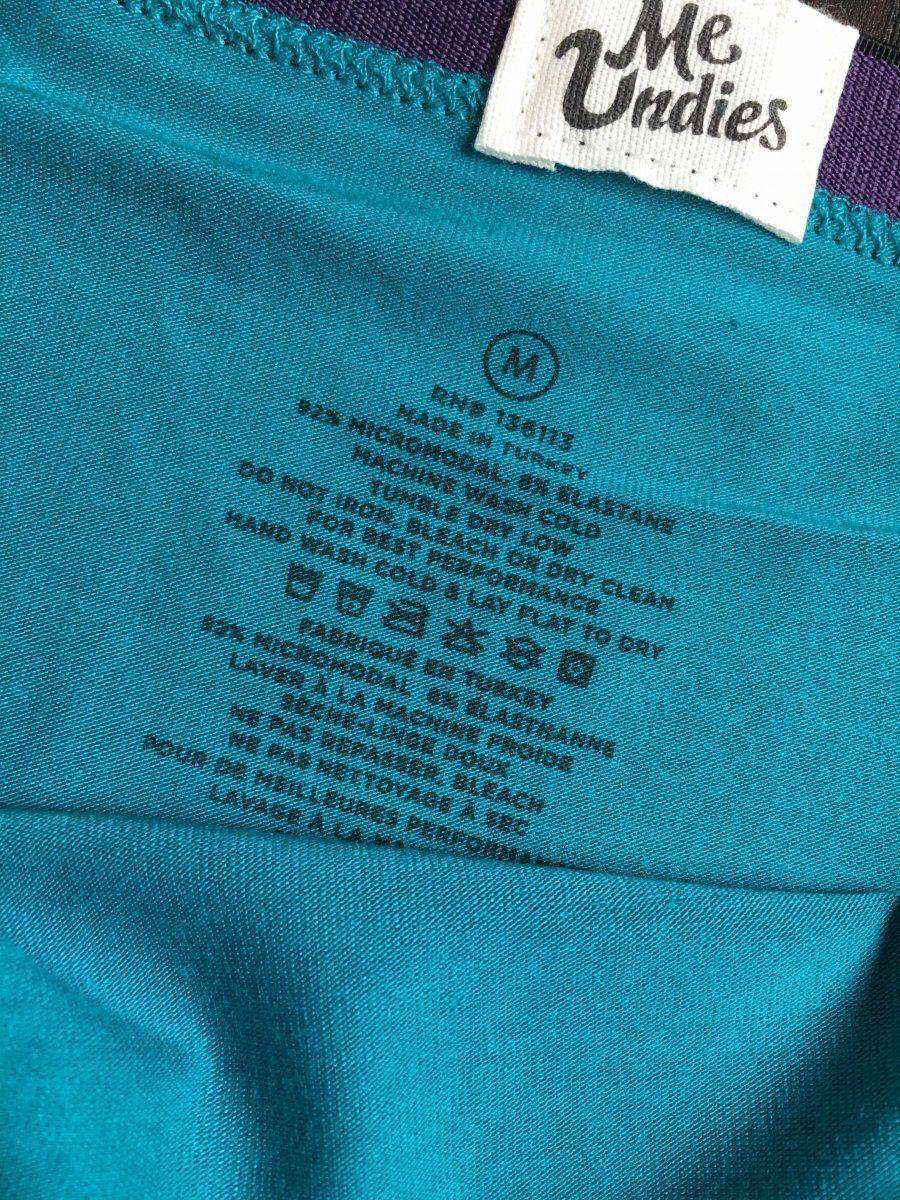 Me
Undies
M
RN# 136113
MADE IN TURKEY
92% MICROMODAL, 8% ELASTANE
MACHINE WASH COLD
TUMBLE DRY LOW
DO NOT IRON, BLEACH OR DRY CLEAN
FOR BEST PERFORMANCE
HAND WASH COLD & LAY FLAT TO DRY
FABRIQUÉ EN TURKEY
92% MICROMODAL 8% ÉLASTHANNE
LAVER À LA MACHINE FROIDE
SÈCHE-LINGE DOUX
NE PAS REPASSER, BLEACH
NE PAS NETTOYAGE À SEC
POUR DE MEILLEURES PERFORMAN
LAVAGE À LA